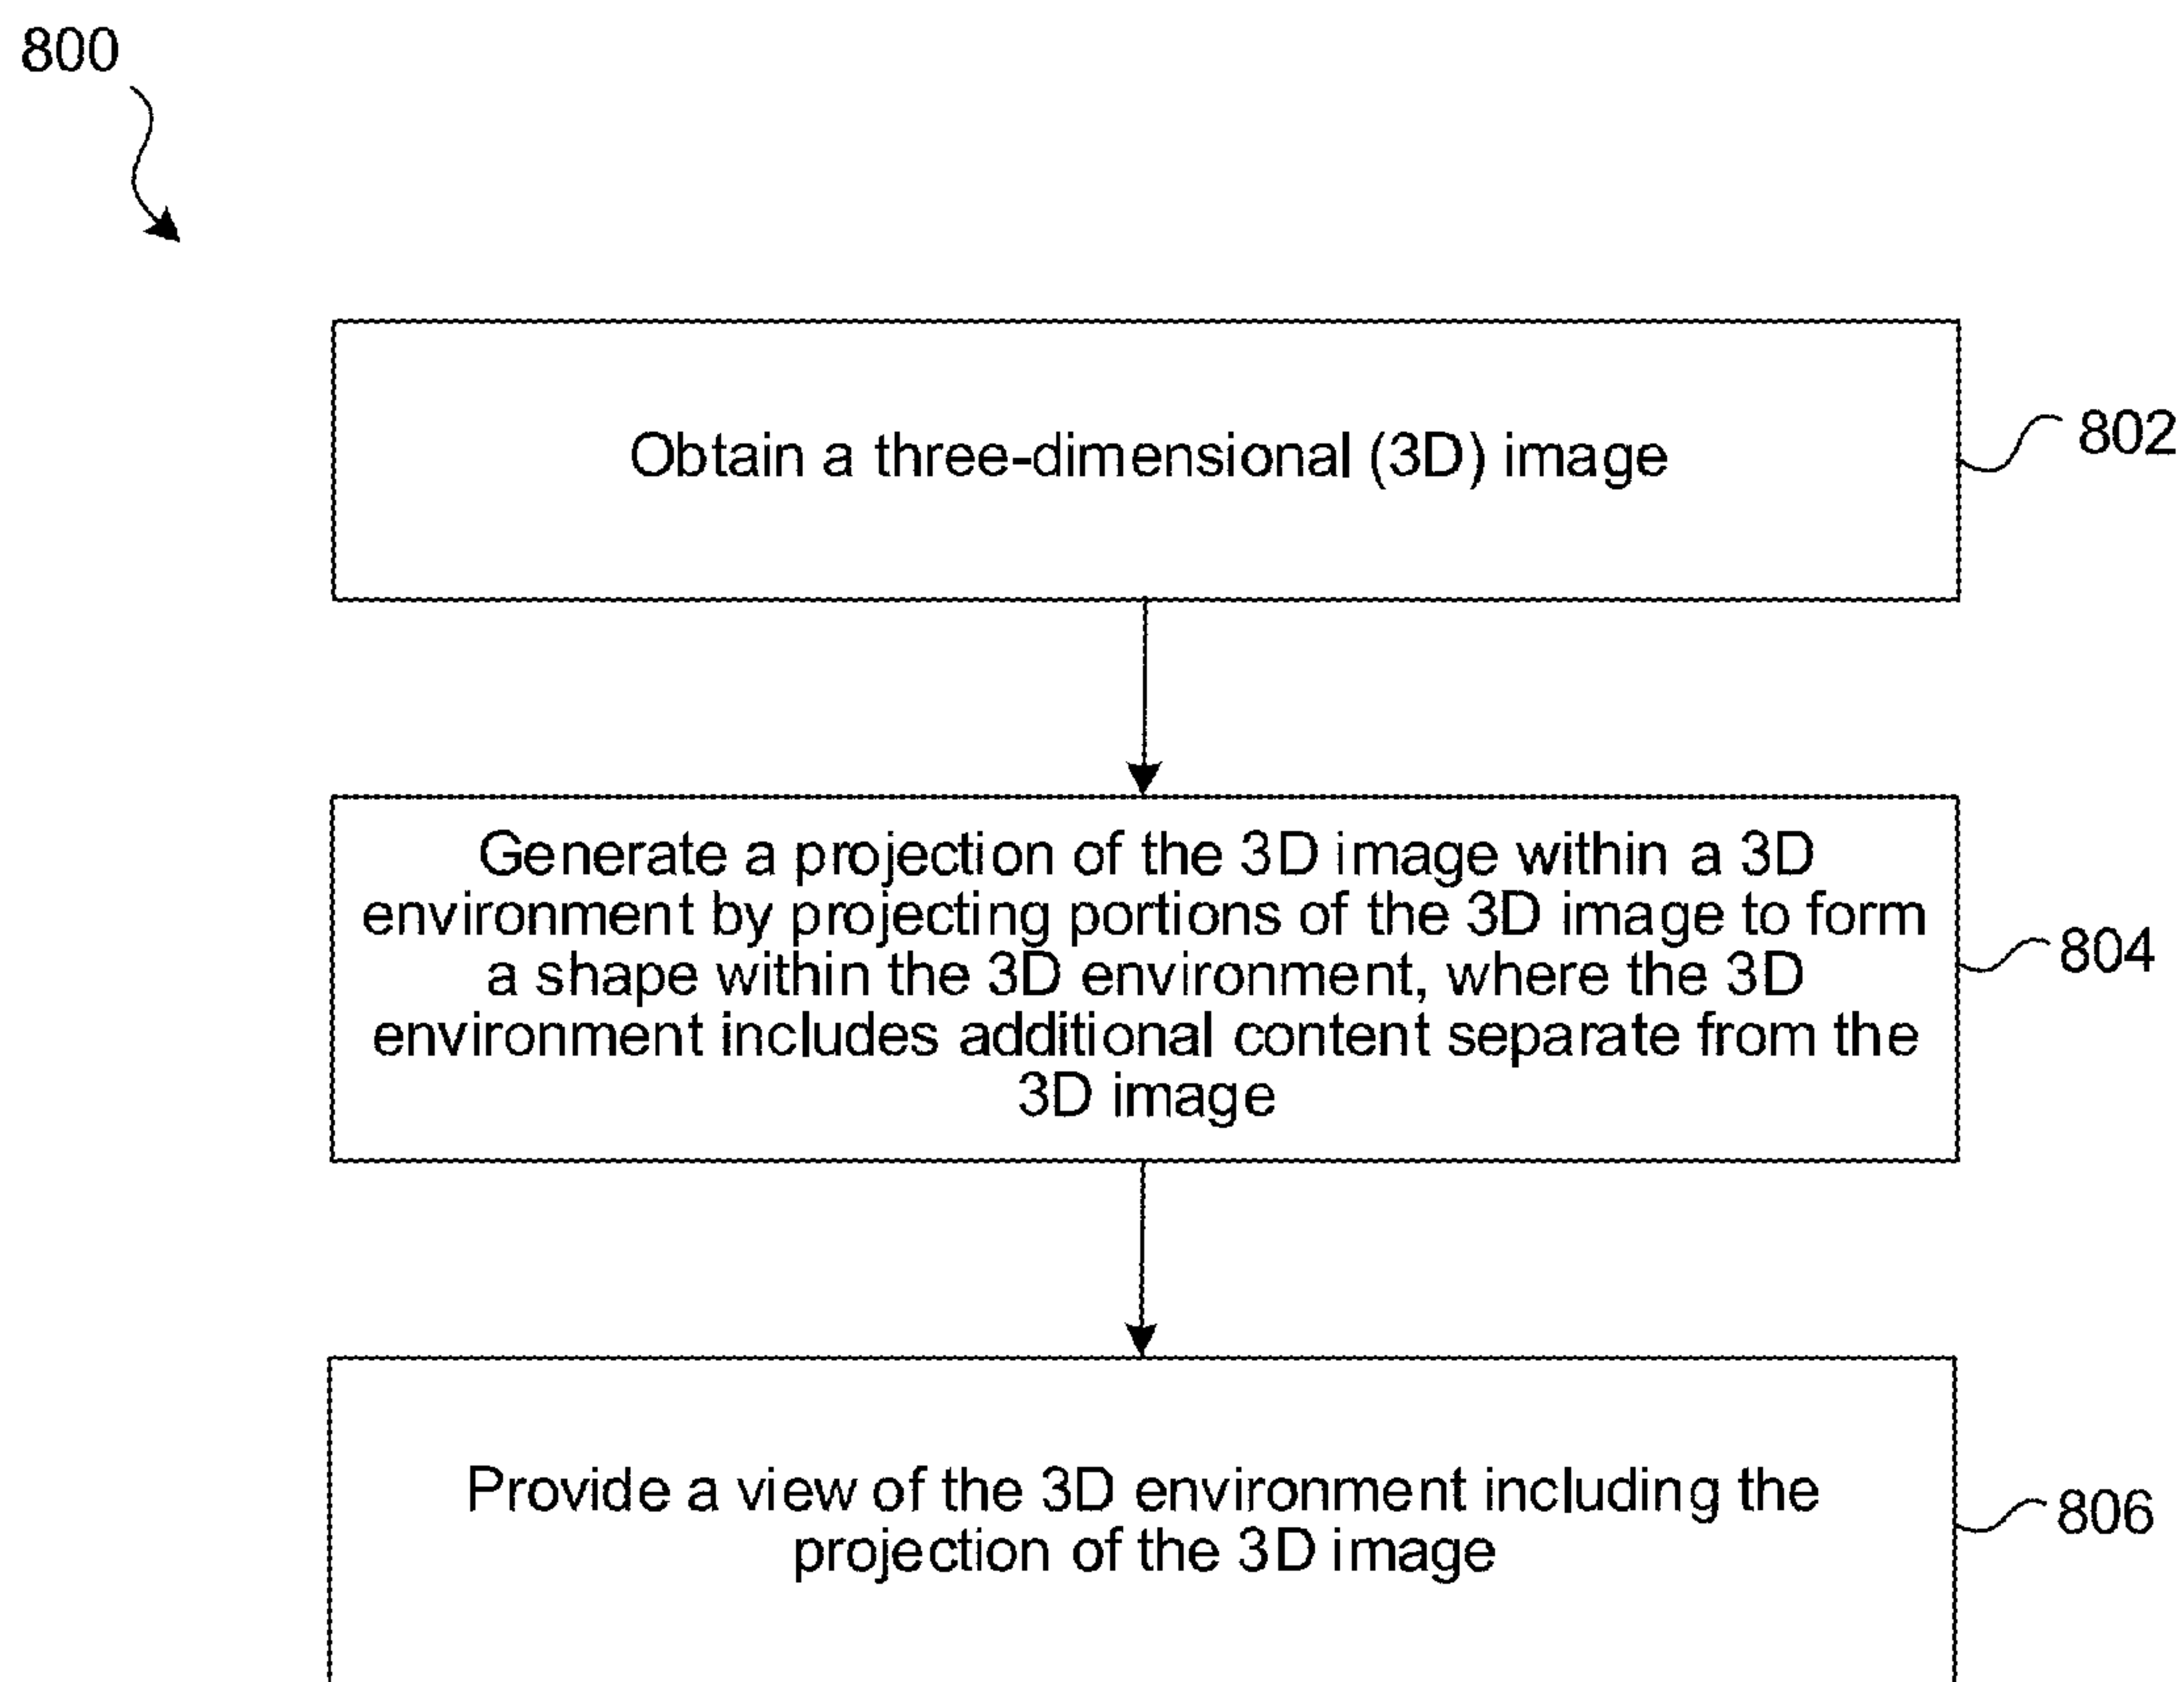 800
Obtain a three-dimensional (3D) image
802
Generate a projection of the 3D image within a 3D
environment by projecting portions of the 3D image to form
a shape within the 3D environment, where the 3D
environment includes additional content separate from the
3D image
804
Provide a view of the 3D environment including the
projection of the 3D image
806